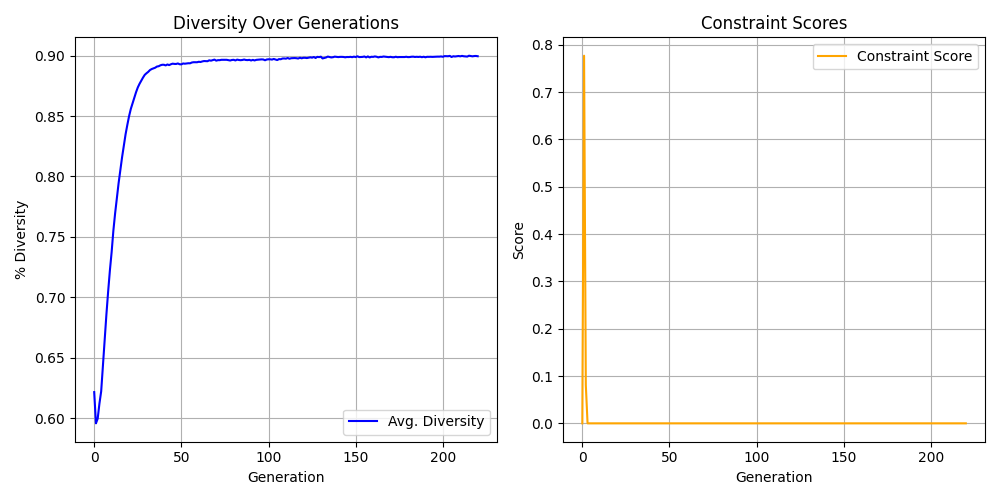 Diversity Over Generations
% Diversity
0.90
0.85
0.80
0.75
0.70
0.65
0.60
Avg. Diversity
0 50 100 150 200
Generation
Constraint Scores
Score
0.8
0.7
0.6
0.5
0.4
0.3
0.2
0.1
0.0
Constraint Score
0 50 100 150 200
Generation